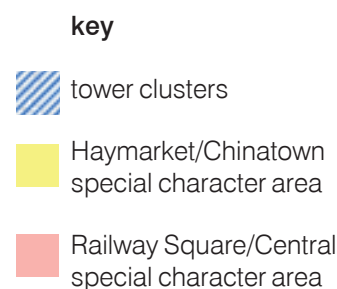 key
tower clusters
Haymarket/Chinatown
special character area
Railway Square/Central
special character area